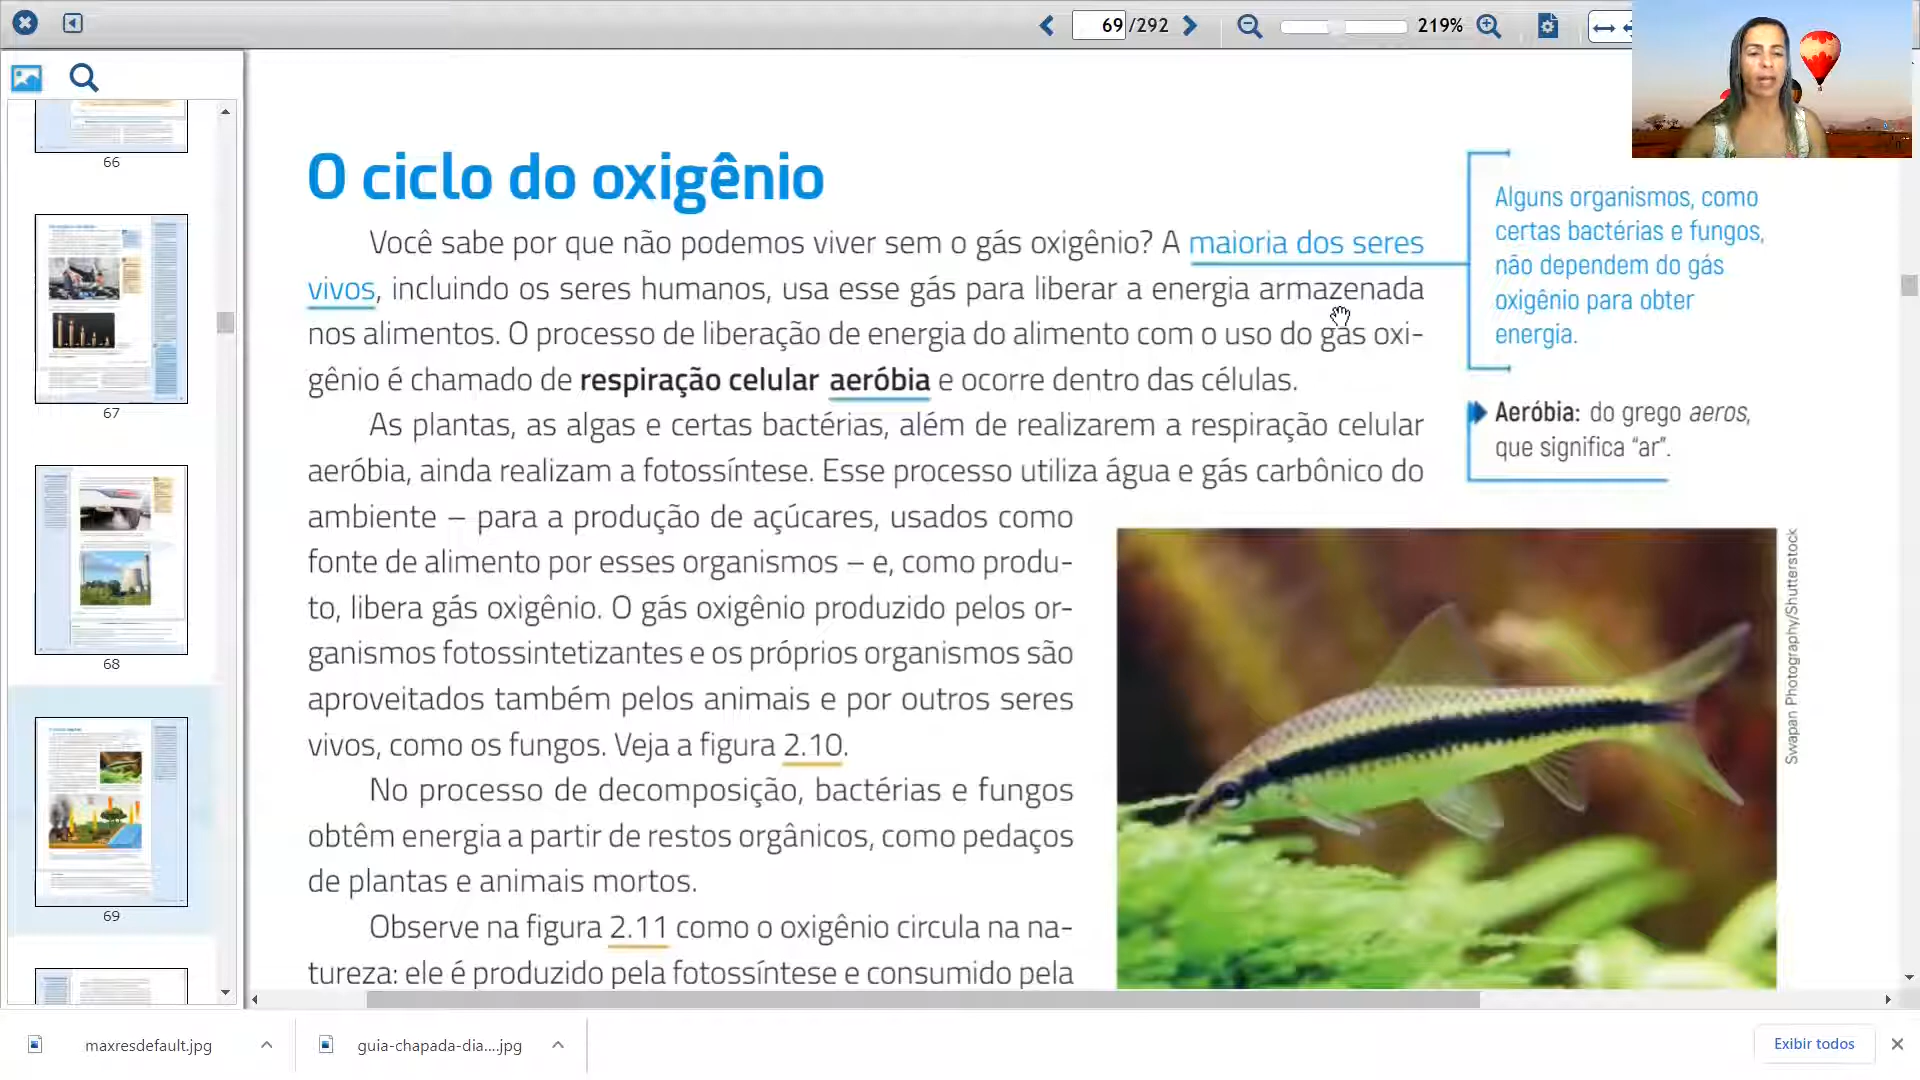 69 /292
219%
66
67
68
69
O ciclo do oxigênio
Você sabe por que não podemos viver sem o gás oxigênio? A maioria dos seres
vivos, incluindo os seres humanos, usa esse gás para liberar a energia armazenada
nos alimentos. O processo de liberação de energia do alimento com o uso do gás oxi-
gênio é chamado de respiração celular aeróbia e ocorre dentro das células.
As plantas, as algas e certas bactérias, além de realizarem a respiração celular
aeróbia, ainda realizam a fotossíntese. Esse processo utiliza água e gás carbônico do
ambiente – para a produção de açúcares, usados como
fonte de alimento por esses organismos – e, como produ-
to, libera gás oxigênio. O gás oxigênio produzido pelos or-
ganismos fotossintetizantes e os próprios organismos são
aproveitados também pelos animais e por outros seres
vivos, como os fungos. Veja a figura 2.10.
No processo de decomposição, bactérias e fungos
obtêm energia a partir de restos orgânicos, como pedaços
de plantas e animais mortos.
Observe na figura 2.11 como o oxigênio circula na na-
tureza: ele é produzido pela fotossíntese e consumido pela
Alguns organismos, como
certas bactérias e fungos,
não dependem do gás
oxigênio para obter
energia.
Aeróbia: do grego aeros,
que significa “ar”.
Swapan Photography/Shutterstock
maxresdefault.jpg
guia-chapada-dia....jpg
Exibir todos